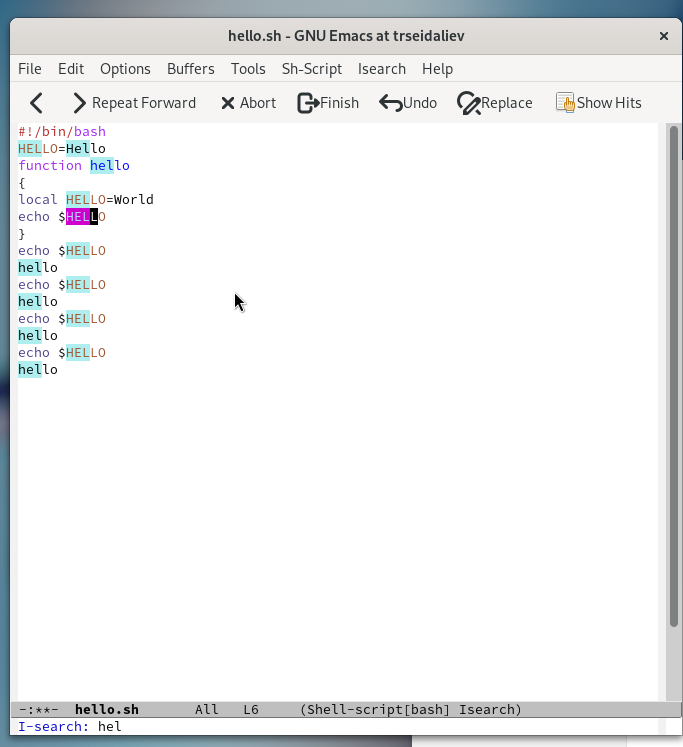 hello.sh - GNU Emacs at trseidaliev ×
File Edit Options Buffers Tools Sh-Script Isearch Help
Repeat Forward Abort Finish Undo Replace Show Hits
#!/bin/bash
HELLO=Hello
function hello
{
local HELLO=World
echo $HELLO
}
echo $HELLO
hello
echo $HELLO
hello
echo $HELLO
hello
echo $HELLO
hello
-:**- hello.sh All L6 (Shell-script[bash] Isearch)
I-search: hel